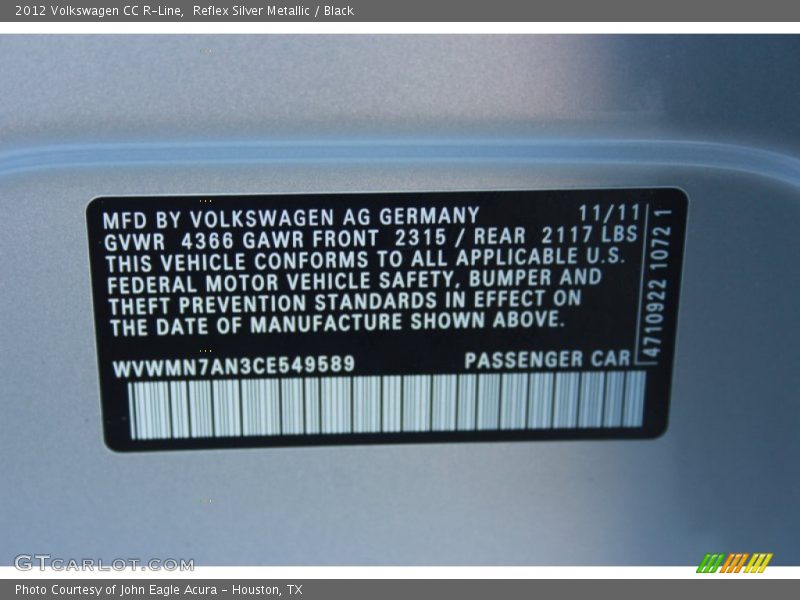 2012 Volkswagen CC R-Line, Reflex Silver Metallic / Black
MFD BY VOLKSWAGEN AG GERMANY 11/11
GVWR 4366 GAWR FRONT 2315 / REAR 2117 LBS
THIS VEHICLE CONFORMS TO ALL APPLICABLE U.S.
FEDERAL MOTOR VEHICLE SAFETY, BUMPER AND
THEFT PREVENTION STANDARDS IN EFFECT ON
THE DATE OF MANUFACTURE SHOWN ABOVE.
WVWMN7AN3CE549589 PASSENGER CAR
4710922 1072 1
GTCARLOT.COM
Photo Courtesy of John Eagle Acura - Houston, TX